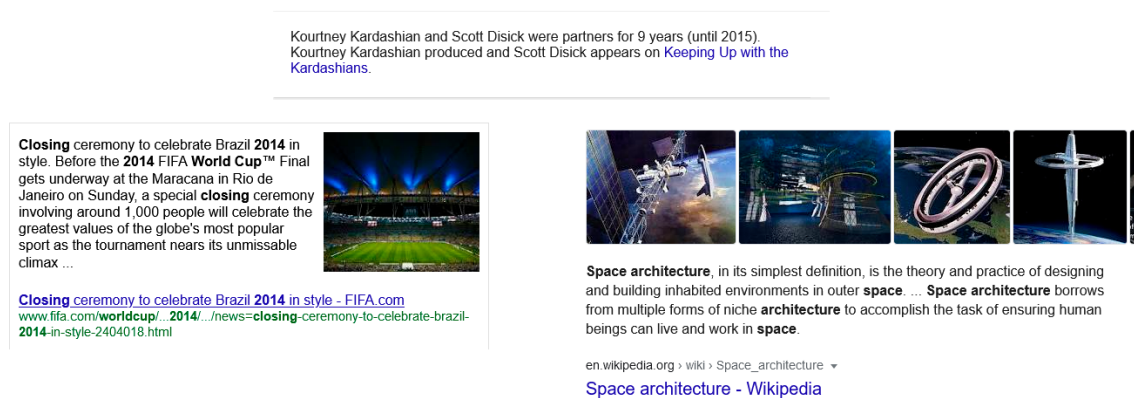 Kourtney Kardashian and Scott Disick were partners for 9 years (until 2015).
Kourtney Kardashian produced and Scott Disick appears on Keeping Up with the
Kardashians.
Closing ceremony to celebrate Brazil 2014 in
style. Before the 2014 FIFA World Cup™ Final
gets underway at the Maracana in Rio de
Janeiro on Sunday, a special closing ceremony
involving around 1,000 people will celebrate the
greatest values of the globe's most popular
sport as the tournament nears its unmissable
climax ...
Closing ceremony to celebrate Brazil 2014 in style - FIFA.com
www.fifa.com/worldcup/...2014/.../news=closing-ceremony-to-celebrate-brazil-
2014-in-style-2404018.html
Space architecture, in its simplest definition, is the theory and practice of designing
and building inhabited environments in outer space. ... Space architecture borrows
from multiple forms of niche architecture to accomplish the task of ensuring human
beings can live and work in space.
en.wikipedia.org › wiki › Space_architecture
Space architecture - Wikipedia